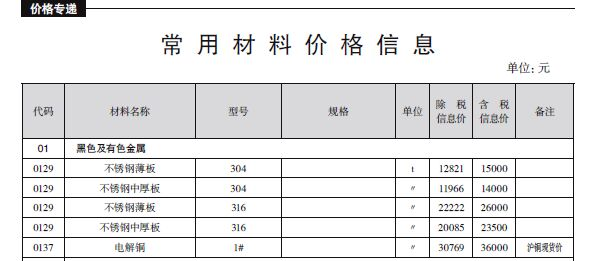 价格专递
常用材料价格信息
单位:元
代码 材料名称 型号 规格 单位 除税信息价 含税信息价 备注
01 黑色及有色金属
0129 不锈钢薄板 304 t 12821 15000
0129 不锈钢中厚板 304 〃 11966 14000
0129 不锈钢薄板 316 〃 22222 26000
0129 不锈钢中厚板 316 〃 20085 23500
0137 电解铜 1# 〃 30769 36000 沪铜现货价